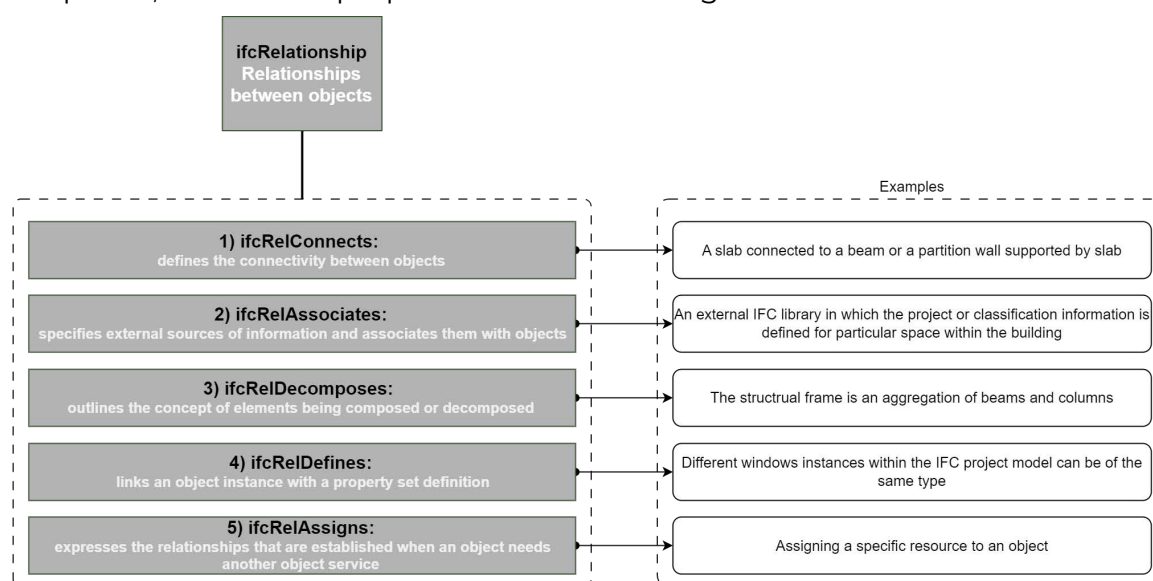 ifcRelationship
Relationships
between objects
Examples
1) ifcRelConnects:
defines the connectivity between objects
A slab connected to a beam or a partition wall supported by slab
2) ifcRelAssociates:
specifies external sources of information and associates them with objects
An external IFC library in which the project or classification information is
defined for particular space within the building
3) ifcRelDecomposes:
outlines the concept of elements being composed or decomposed
The structrual frame is an aggregation of beams and columns
4) ifcRelDefines:
links an object instance with a property set definition
Different windows instances within the IFC project model can be of the
same type
5) ifcRelAssigns:
expresses the relationships that are established when an object needs
another object service
Assigning a specific resource to an object